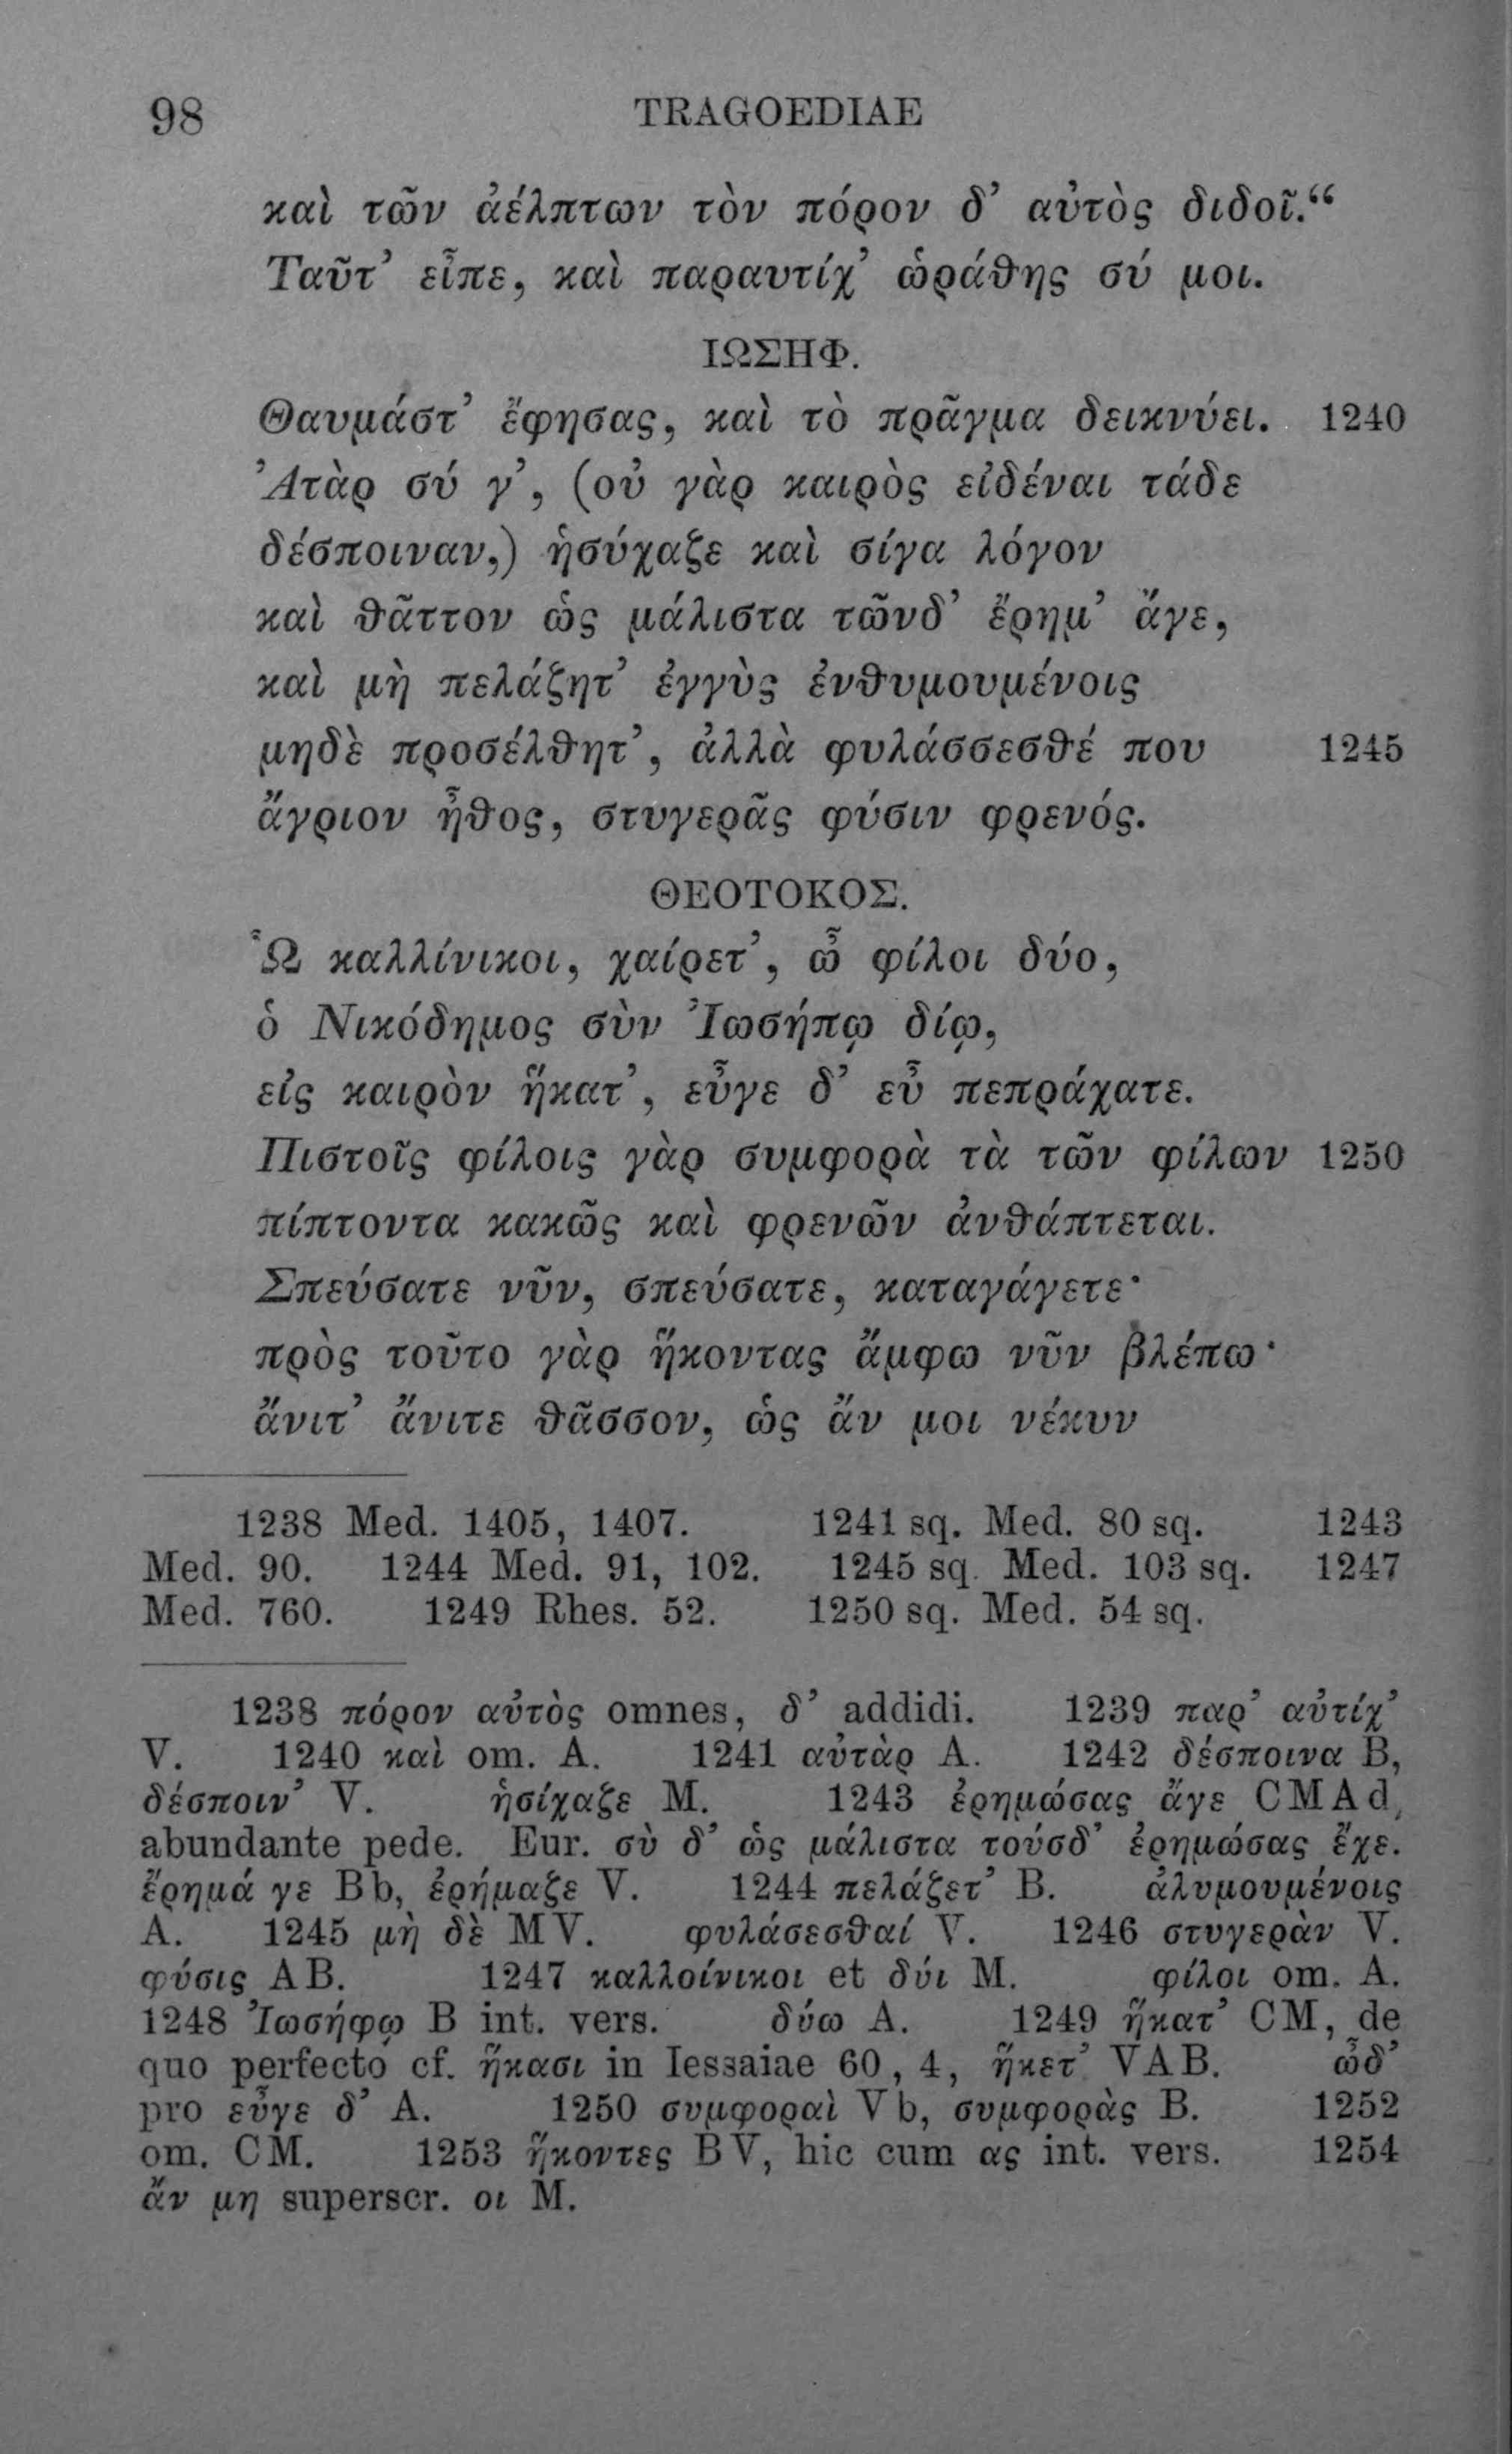 98 TRAGOEDIAE
καὶ τῶν ἀέλπτων τὸν πόρον δ’ αὐτὸς διδοῖ.“
Ταῦτ’ εἶπε, καὶ παραυτίχ’ ὡράθης σύ μοι.
ΙΩΣΗΦ.
Θαυμάστ’ ἔφησας, καὶ τὸ πρᾶγμα δεικνύει. 1240
Ἀτὰρ σύ γ’, (οὐ γὰρ καιρὸς εἰδέναι τάδε
δέσποιναν,) ἡσύχαζε καὶ σίγα λόγον
καὶ θᾶττον ὡς μάλιστα τῶνδ’ ἔρημ’ ἄγε,
καὶ μὴ πελάζητ’ ἐγγὺς ἐνθυμουμένοις
μηδὲ προσέλθητ’, ἀλλὰ φυλάσσεσθέ που 1245
ἄγριον ἦθος, στυγερᾶς φύσιν φρενός.
ΘΕΟΤΟΚΟΣ.
Ὦ καλλίνικοι, χαίρετ’, ὦ φίλοι δύο,
ὁ Νικόδημος σὺν Ἰωσήπῳ δίῳ,
εἰς καιρὸν ἥκατ’, εὖγε δ’ εὖ πεπράχατε.
Πιστοῖς φίλοις γὰρ συμφορὰ τὰ τῶν φίλων 1250
πίπτοντα κακῶς καὶ φρενῶν ἀνθάπτεται.
Σπεύσατε νῦν, σπεύσατε, καταγάγετε·
πρὸς τοῦτο γὰρ ἥκοντας ἄμφω νῦν βλέπω·
ἄνιτ’ ἄνιτε θᾶσσον, ὡς ἄν μοι νέκυν
1238 Med. 1405, 1407. 1241 sq. Med. 80 sq. 1243
Med. 90. 1244 Med. 91, 102. 1245 sq. Med. 103 sq. 1247
Med. 760. 1249 Rhes. 52. 1250 sq. Med. 54 sq.
1238 πόρον αὐτὸς omnes, δ’ addidi. 1239 παρ’ αὐτίχ’
V. 1240 καὶ om. A. 1241 αὐτὰρ A. 1242 δέσποινα B,
δέσποιν’ V. ἡσίχαζε M. 1243 ἐρημώσας ἄγε CMAd,
abundante pede. Eur. σὺ δ’ ὡς μάλιστα τούσδ’ ἐρημώσας ἔχε.
ἔρημά γε Bb, ἐρήμαζε V. 1244 πελάζετ’ B. ἀλυμουμένοις
A. 1245 μὴ δὲ MV. φυλάσεσθαί V. 1246 στυγερὰν V.
φύσις AB. 1247 καλλοίνικοι et δύι M. φίλοι om. A.
1248 Ἰωσήφῳ B int. vers. δύω A. 1249 ἥκατ’ CM, de
quo perfecto cf. ἥκασι in Iessaiae 60, 4, ἥκετ’ VAB. ὧδ’
pro εὖγε δ’ A. 1250 συμφοραὶ Vb, συμφορὰς B. 1252
om. CM. 1253 ἥκοντες BV, hic cum ας int. vers. 1254
ἄν μη superscr. οι M.